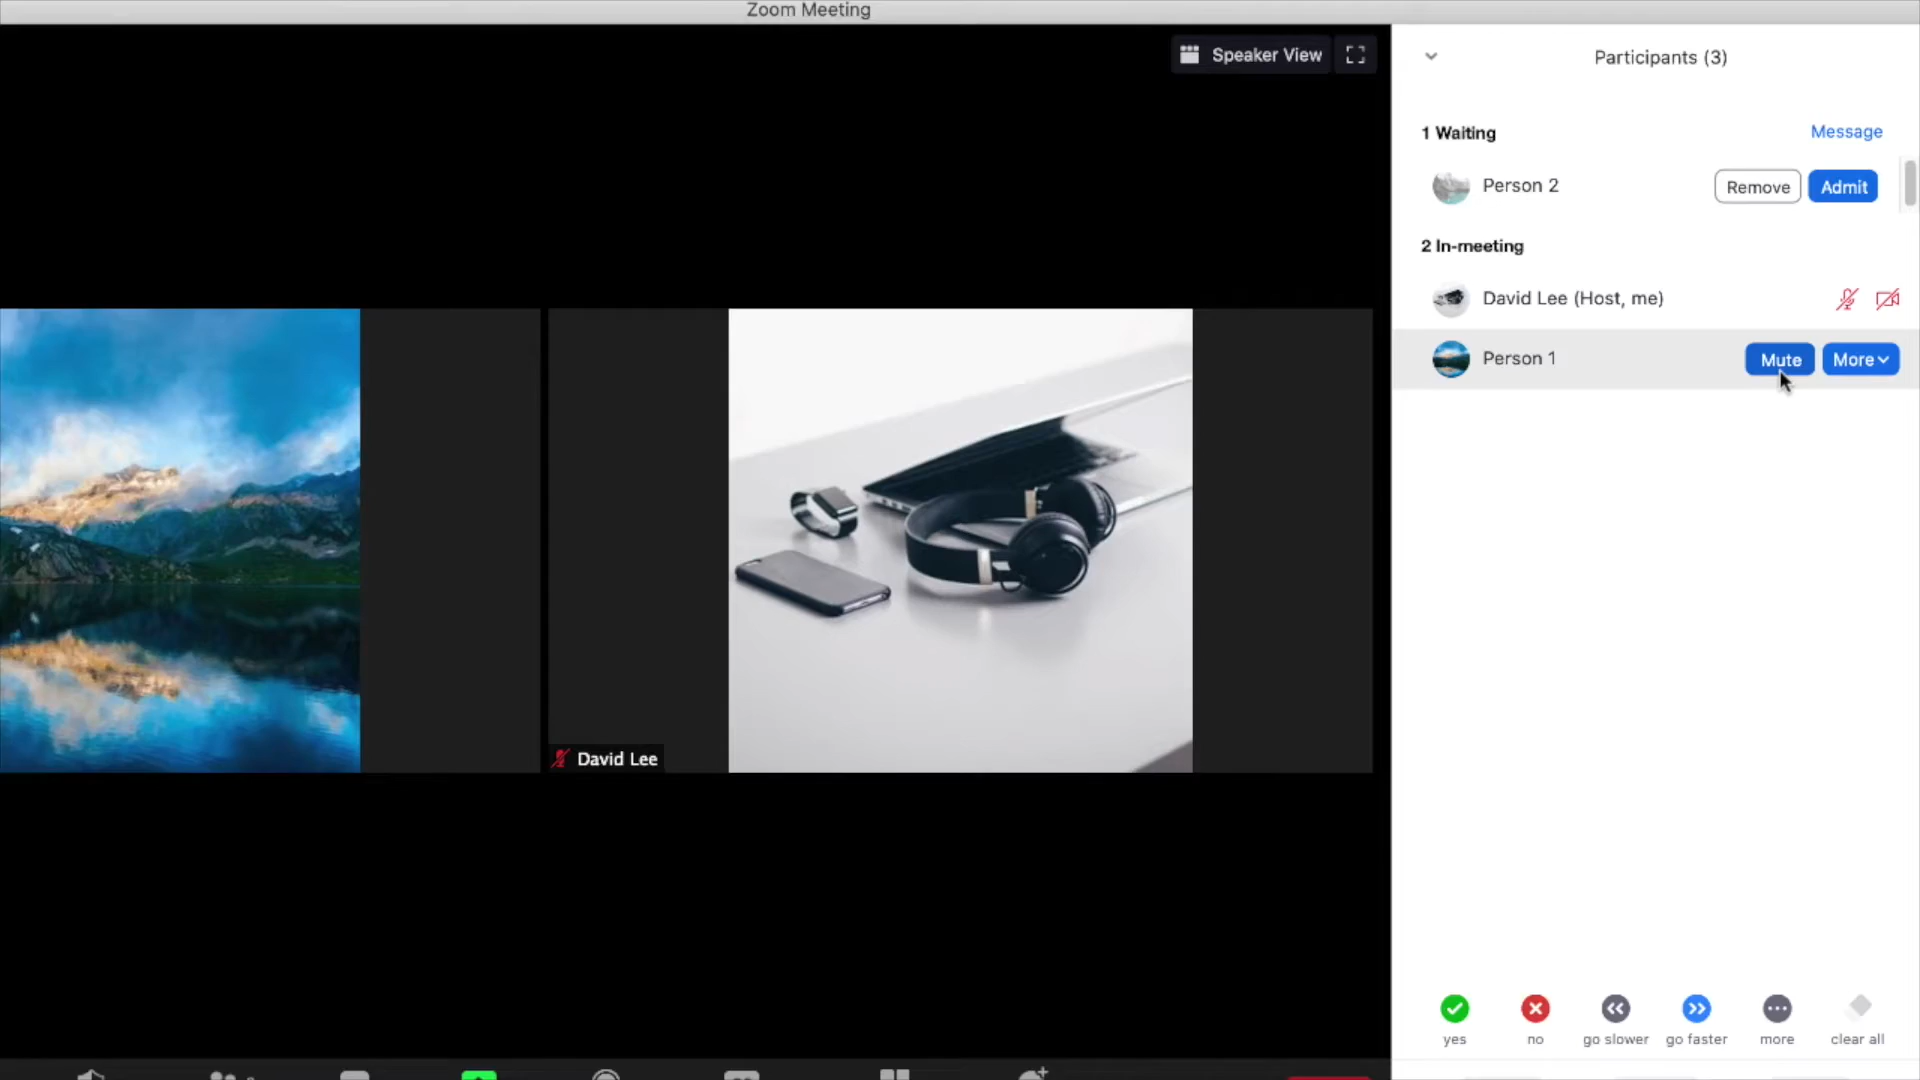 Zoom Meeting
Speaker View
Participants (3)
1 Waiting
Message
Person 2
Remove
Admit
2 In-meeting
David Lee (Host, me)
Person 1
Mute
More
David Lee
yes
no
go slower
go faster
more
clear all